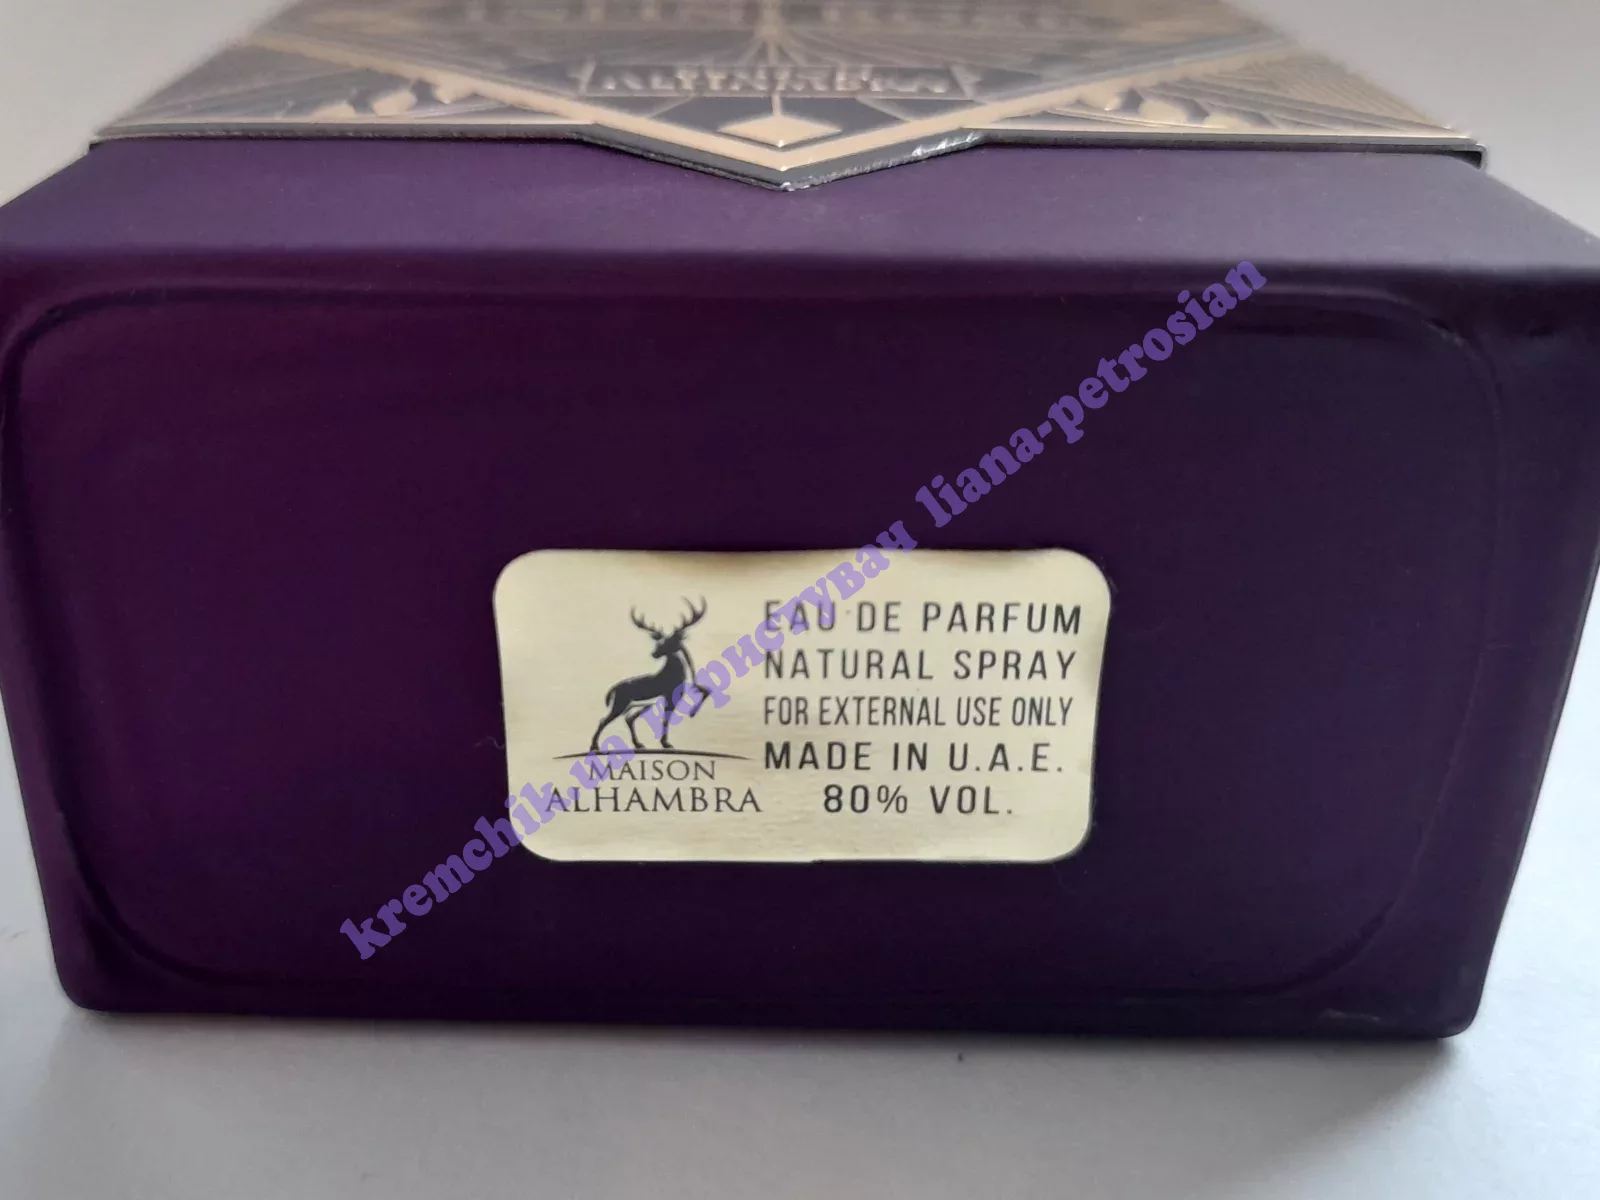 ALHAMBRA
MAISON
ALHAMBRA
EAU DE PARFUM
NATURAL SPRAY
FOR EXTERNAL USE ONLY
MADE IN U.A.E.
80% VOL.
kremchik.ua користувач liana-petrosian